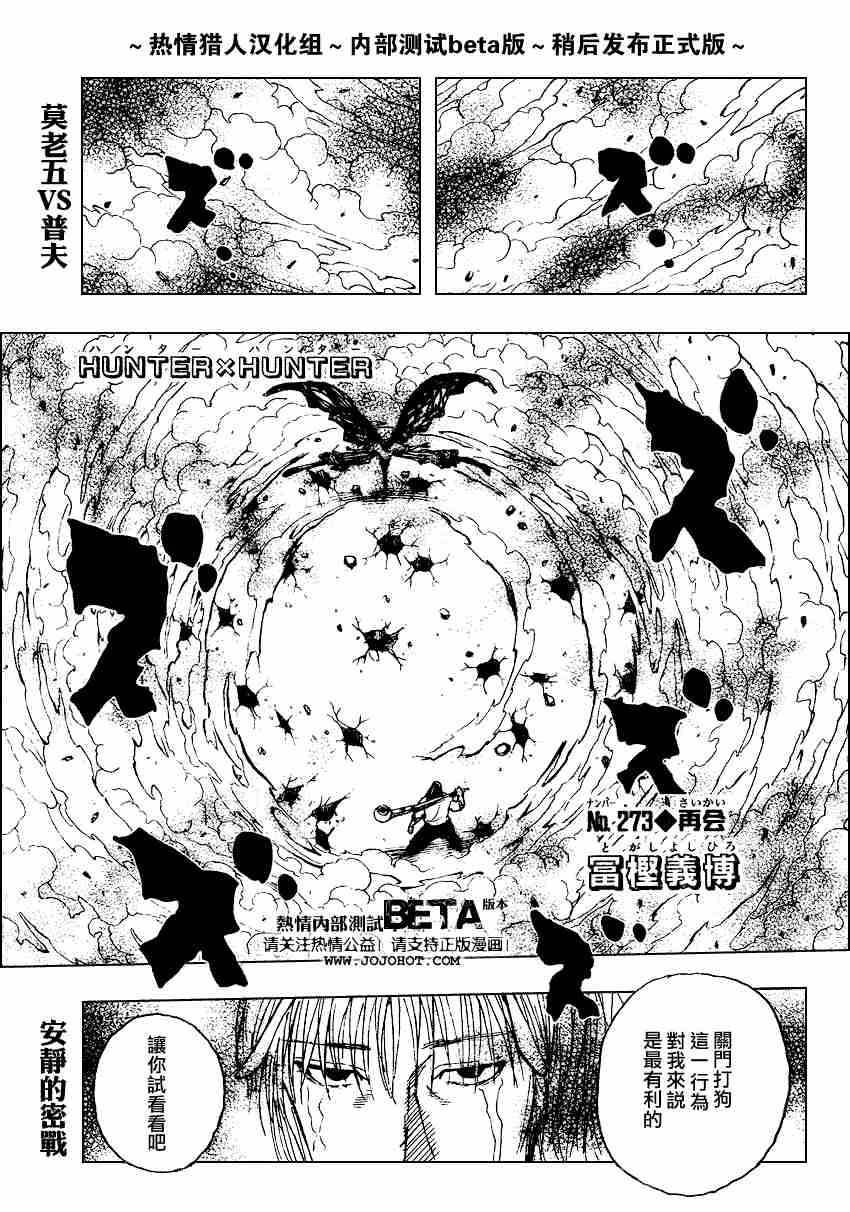 ~热情猎人汉化组~内部测试beta版~稍后发布正式版~
莫老五VS普夫
ズ
ズ
ハンター ハンター
HUNTER×HUNTER
ズ
ズ
ズ
ズ
ズ
ナンバー さいかい
No.273◆再会
とがしよしひろ
冨樫義博
熱情內部測試BETA版本
请关注热情公益！请支持正版漫画！
WWW.JOJOHOT.COM
安靜的密戰
關門打狗
這一行為
對我來說
是最有利的
讓你試看看吧